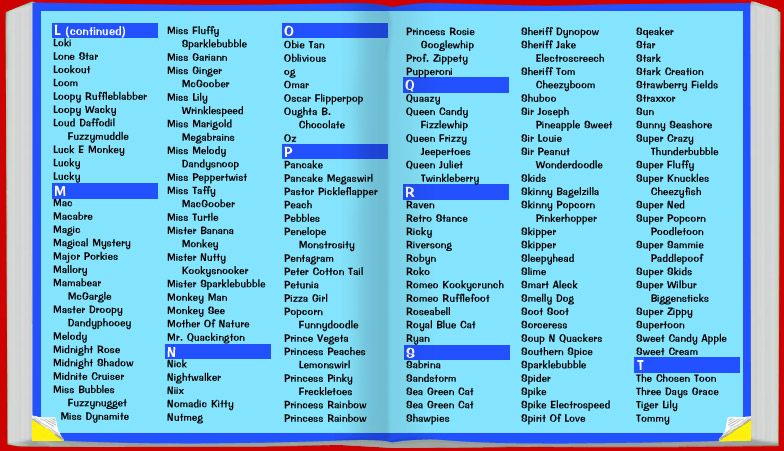 L (continued)
Loki
Lone Star
Lookout
Loom
Loopy Ruffleblabber
Loopy Wacky
Loud Daffodil
Fuzzymuddle
Luck E Monkey
Lucky
Lucky
M
Mac
Macabre
Magic
Magical Mystery
Major Porkies
Mallory
Mamabear
McGargle
Master Droopy
Dandyphooey
Melody
Midnight Rose
Midnight Shadow
Midnite Cruiser
Miss Bubbles
Fuzzynugget
Miss Dynamite
Miss Fluffy
Sparklebubble
Miss Gariann
Miss Ginger
McGoober
Miss Lily
Wrinklespeed
Miss Marigold
Megabrains
Miss Melody
Dandysnoop
Miss Peppertwist
Miss Taffy
MacGoober
Miss Turtle
Mister Banana
Monkey
Mister Nutty
Kookysnooker
Mister Sparklebubble
Monkey Man
Monkey See
Mother Of Nature
Mr. Quackington
N
Nick
Nightwalker
Niix
Nomadic Kitty
Nutmeg
O
Obie Tan
Oblivious
og
Omar
Oscar Flipperpop
Oughta B.
Chocolate
Oz
P
Pancake
Pancake Megaswirl
Pastor Pickleflapper
Peach
Pebbles
Penelope
Monstrosity
Pentagram
Peter Cotton Tail
Petunia
Pizza Girl
Popcorn
Funnydoodle
Prince Vegeta
Princess Peaches
Lemonswirl
Princess Pinky
Freckletoes
Princess Rainbow
Princess Rainbow
Princess Rosie
Googlewhip
Prof. Zippety
Pupperoni
Q
Quaazy
Queen Candy
Fizzlewhip
Queen Frizzy
Jeepertoes
Queen Juliet
Twinkleberry
R
Raven
Retro Stance
Ricky
Riversong
Robyn
Roko
Romeo Kookycrunch
Romeo Rufflefoot
Roseabell
Royal Blue Cat
Ryan
S
Sabrina
Sandstorm
Sea Green Cat
Sea Green Cat
Shawpies
Sheriff Dynopow
Sheriff Jake
Electroscreech
Sheriff Tom
Cheezyboom
Shuboo
Sir Joseph
Pineapple Sweet
Sir Louie
Sir Peanut
Wonderdoodle
Skids
Skinny Bagelzilla
Skinny Popcorn
Pinkerhopper
Skipper
Skipper
Sleepyhead
Slime
Smart Aleck
Smelly Dog
Soot Soot
Sorceress
Soup N Quackers
Southern Spice
Sparklebubble
Spider
Spike
Spike Electrospeed
Spirit Of Love
Sqeaker
Star
Stark
Stark Creation
Strawberry Fields
Straxxor
Sun
Sunny Seashore
Super Crazy
Thunderbubble
Super Fluffy
Super Knuckles
Cheezyfish
Super Ned
Super Popcorn
Poodletoon
Super Sammie
Paddlepoof
Super Skids
Super Wilbur
Biggensticks
Super Zippy
Supertoon
Sweet Candy Apple
Sweet Cream
T
The Chosen Toon
Three Days Grace
Tiger Lily
Tommy